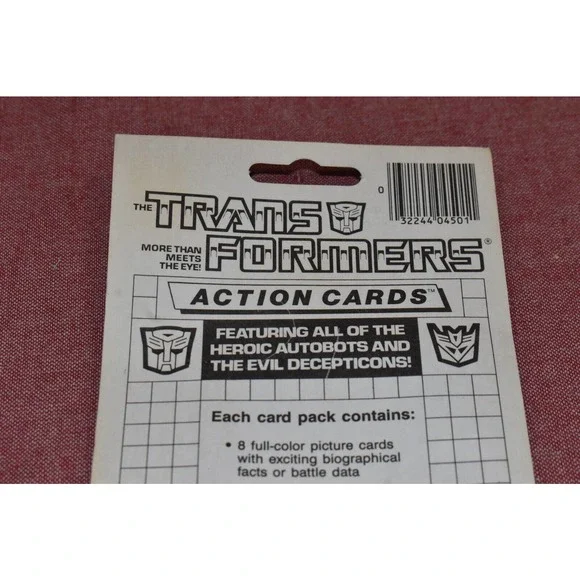 0
32244 04501
THE TRANS
FORMERS®
MORE THAN
MEETS
THE EYE!
ACTION CARDS™
FEATURING ALL OF THE
HEROIC AUTOBOTS AND
THE EVIL DECEPTICONS!
Each card pack contains:
• 8 full-color picture cards
with exciting biographical
facts or battle data